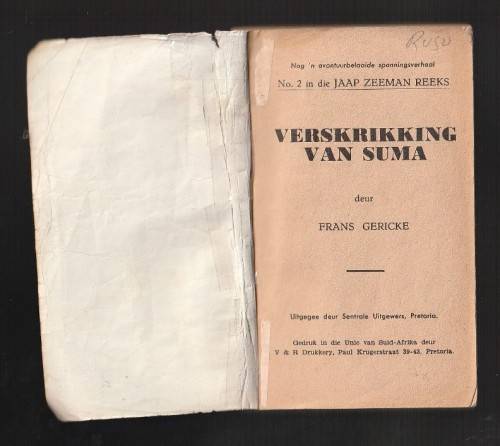 Nog 'n avontuurbelaaide spanningsverhaal
No. 2 in die JAAP ZEEMAN REEKS
VERSKRIKKING
VAN SUMA
deur
FRANS GERICKE
Uitgegee deur Sentrale Uitgewers, Pretoria.
Gedruk in die Unie van Suid-Afrika deur
V & R Drukkery, Paul Krugerstraat 39-43, Pretoria.